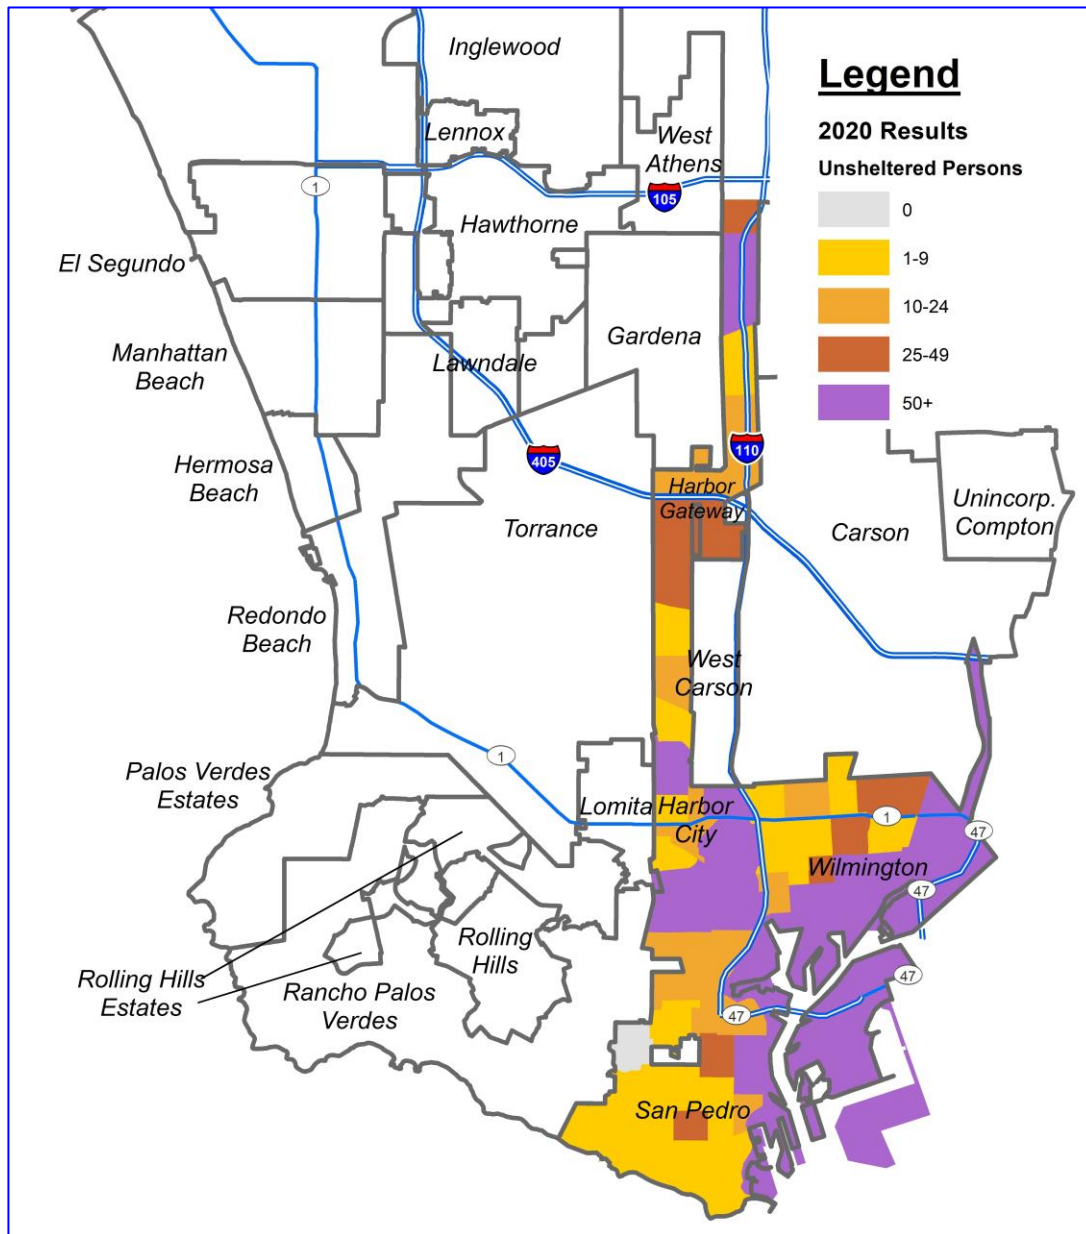 Inglewood
Legend
2020 Results
Unsheltered Persons
0
1-9
10-24
25-49
50+
Lennox
West
Athens
1
105
Hawthorne
El Segundo
Gardena
Manhattan
Beach
Lawndale
110
405
Hermosa
Beach
Harbor
Gateway
Torrance
Carson
Unincorp.
Compton
Redondo
Beach
West
Carson
1
Palos Verdes
Estates
Lomita
Harbor
City
1
47
Wilmington
47
Rolling
Hills
Rolling Hills
Estates
Rancho Palos
Verdes
47
47
San Pedro